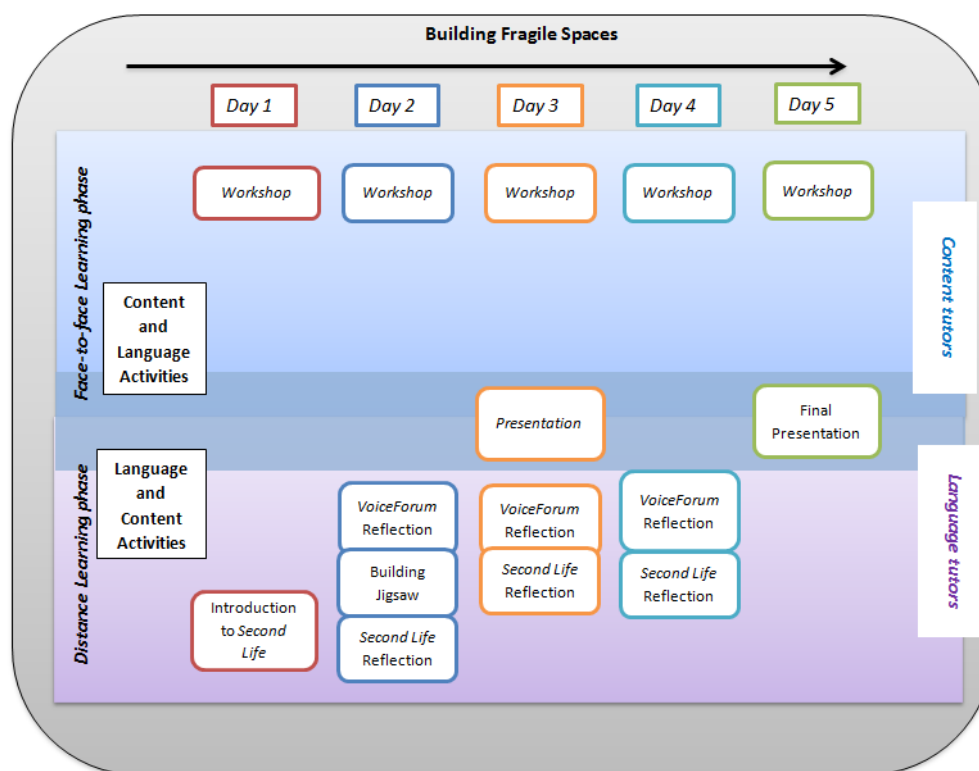 Building Fragile Spaces
Day 1
Day 2
Day 3
Day 4
Day 5
Face-to-face Learning phase
Workshop
Workshop
Workshop
Workshop
Workshop
Content tutors
Content
and
Language
Activities
Presentation
Final
Presentation
Distance Learning phase
Language
and
Content
Activities
Language tutors
Introduction
to Second
Life
VoiceForum
Reflection
Building
Jigsaw
Second Life
Reflection
VoiceForum
Reflection
Second Life
Reflection
VoiceForum
Reflection
Second Life
Reflection